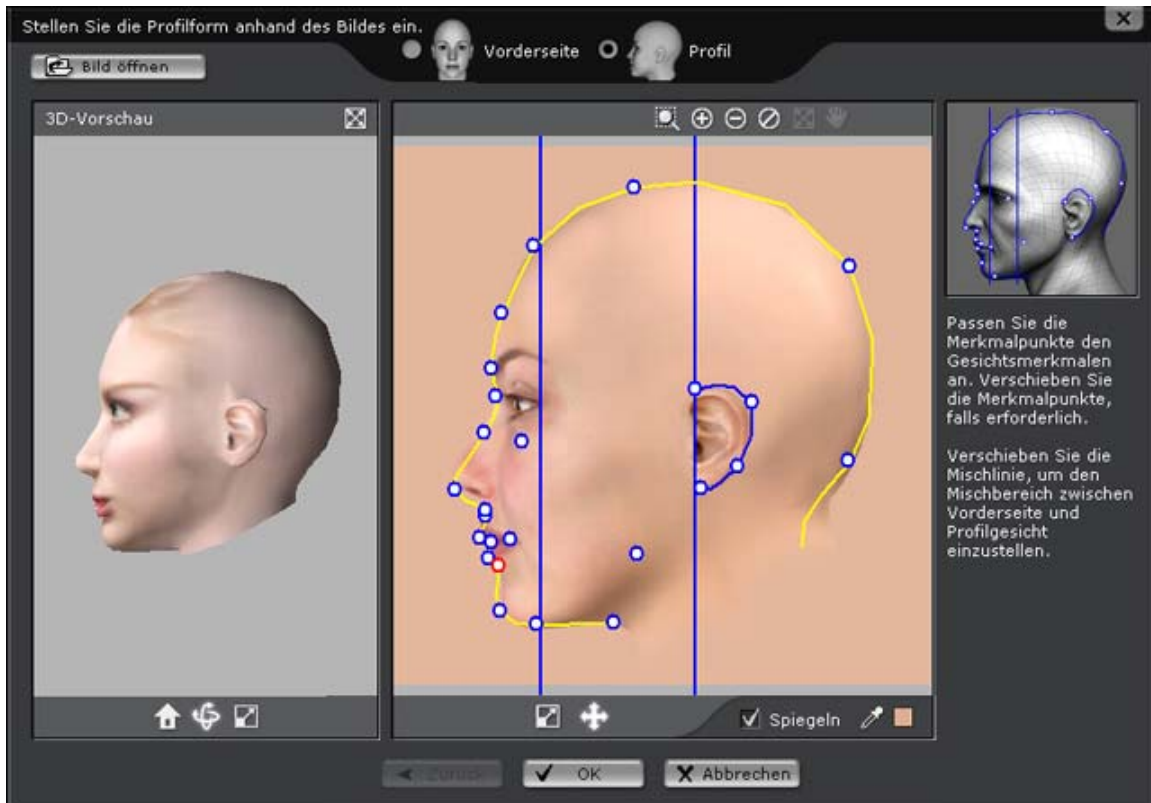 Stellen Sie die Profilform anhand des Bildes ein.
Vorderseite
Profil
Bild öffnen
3D-Vorschau
Passen Sie die
Merkmalpunkte den
Gesichtsmerkmalen
an. Verschieben Sie
die Merkmalpunkte,
falls erforderlich.
Verschieben Sie die
Mischlinie, um den
Mischbereich zwischen
Vorderseite und
Profilgesicht
einzustellen.
Spiegeln
Zurück
OK
Abbrechen